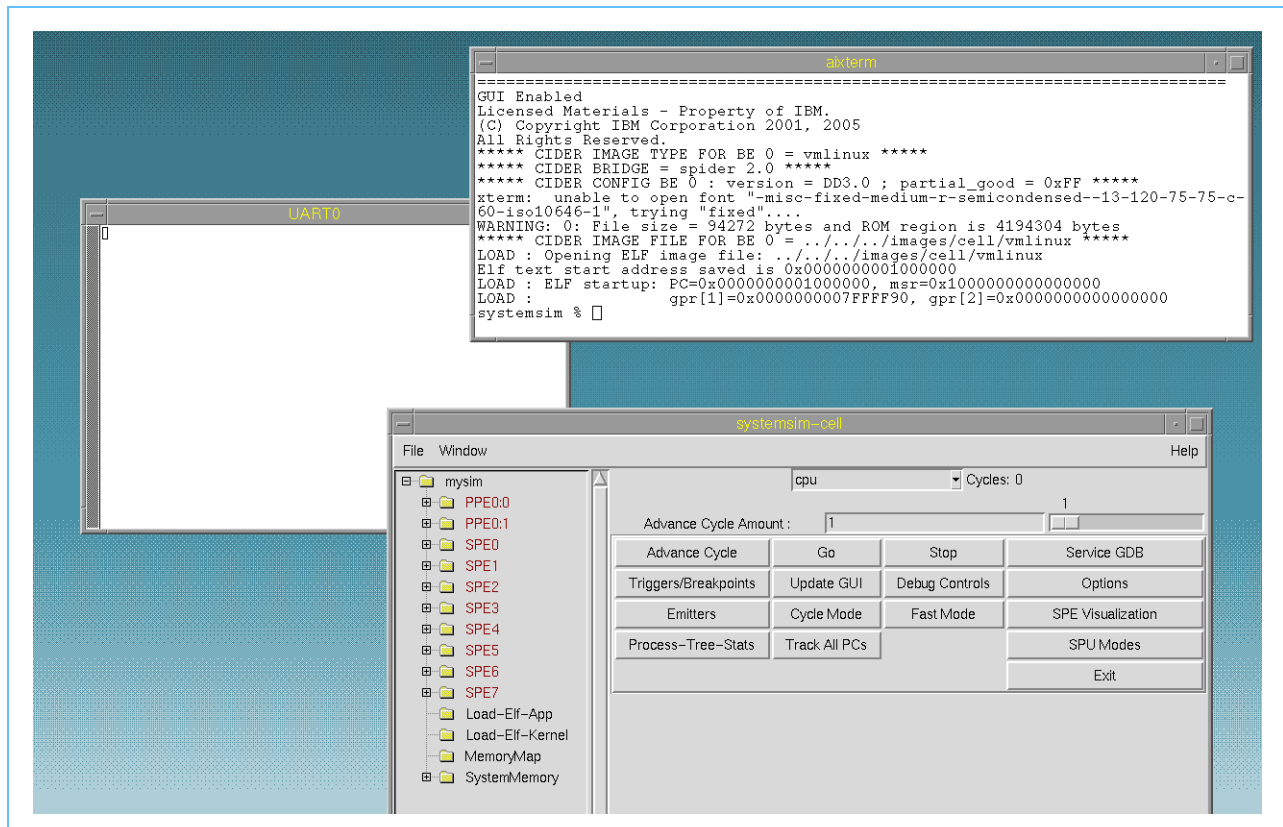 aixterm
================================================================================
GUI Enabled
Licensed Materials - Property of IBM.
(C) Copyright IBM Corporation 2001, 2005
All Rights Reserved.
***** CIDER IMAGE TYPE FOR BE 0 = vmlinux *****
***** CIDER BRIDGE = spider 2.0 *****
***** CIDER CONFIG BE 0 : version = DD3.0 ; partial_good = 0xFF *****
xterm:  unable to open font "-misc-fixed-medium-r-semicondensed--13-120-75-75-c-
60-iso10646-1", trying "fixed"....
WARNING: 0: File size = 94272 bytes and ROM region is 4194304 bytes
***** CIDER IMAGE FILE FOR BE 0 = ../../../images/cell/vmlinux *****
LOAD : Opening ELF image file: ../../../images/cell/vmlinux
Elf text start address saved is 0x0000000001000000
LOAD : ELF startup: PC=0x0000000001000000, msr=0x1000000000000000
LOAD :              gpr[1]=0x0000000007FFFF90, gpr[2]=0x0000000000000000
systemsim %
UART0
systemsim-cell
File Window Help
mysim
PPE0:0
PPE0:1
SPE0
SPE1
SPE2
SPE3
SPE4
SPE5
SPE6
SPE7
Load-Elf-App
Load-Elf-Kernel
MemoryMap
SystemMemory
cpu Cycles: 0
1
Advance Cycle Amount : 1
Advance Cycle Go Stop Service GDB
Triggers/Breakpoints Update GUI Debug Controls Options
Emitters Cycle Mode Fast Mode SPE Visualization
Process-Tree-Stats Track All PCs SPU Modes
Exit